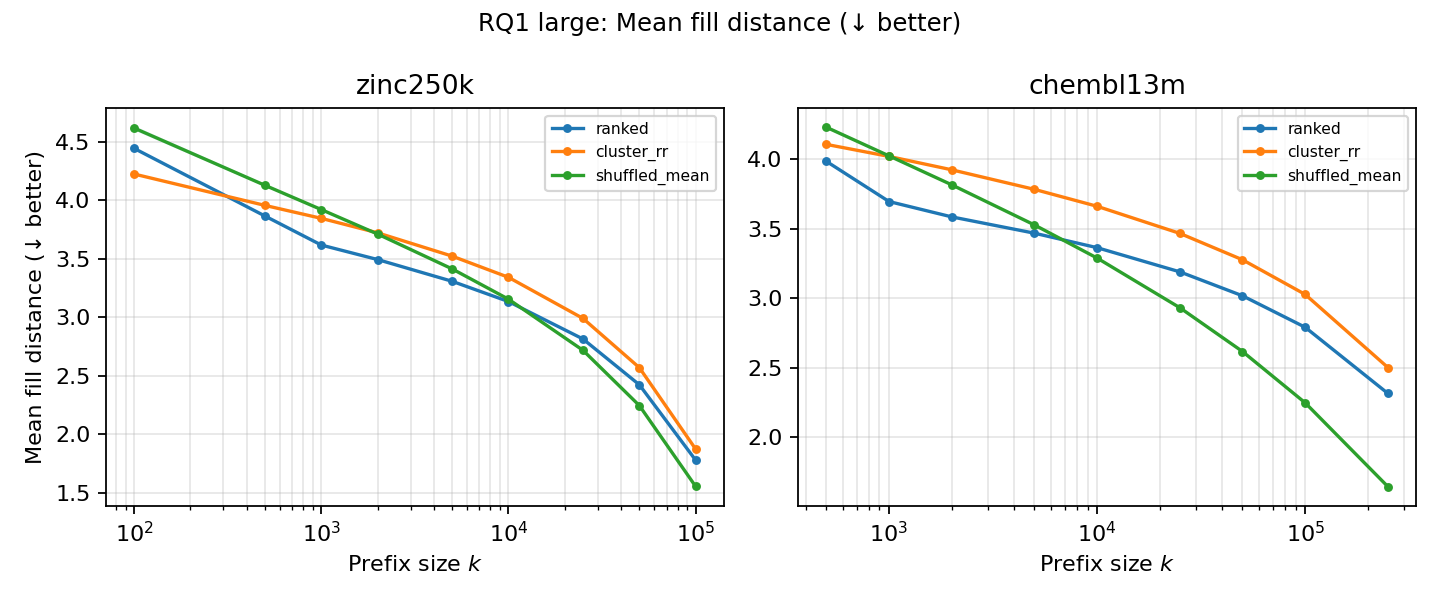 RQ1 large: Mean fill distance (↓ better)
zinc250k
Mean fill distance (↓ better)
4.5
4.0
3.5
3.0
2.5
2.0
1.5
ranked
cluster_rr
shuffled_mean
10² 10³ 10⁴ 10⁵
Prefix size k
chembl13m
4.0
3.5
3.0
2.5
2.0
ranked
cluster_rr
shuffled_mean
10³ 10⁴ 10⁵
Prefix size k